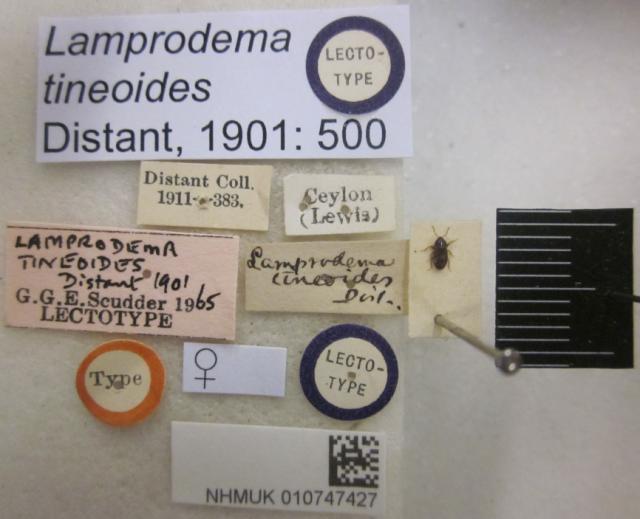 Lamprodema
tineoides
Distant, 1901: 500
LECTO-
TYPE
Distant Coll.
1911-383.
Ceylon
(Lewis)
LAMPRODEMA
TINEOIDES
Distant 1901
G.G.E.Scudder 1965
LECTOTYPE
Lamprodema
tineoides
Dist.
Type
♀
LECTO-
TYPE
NHMUK 010747427